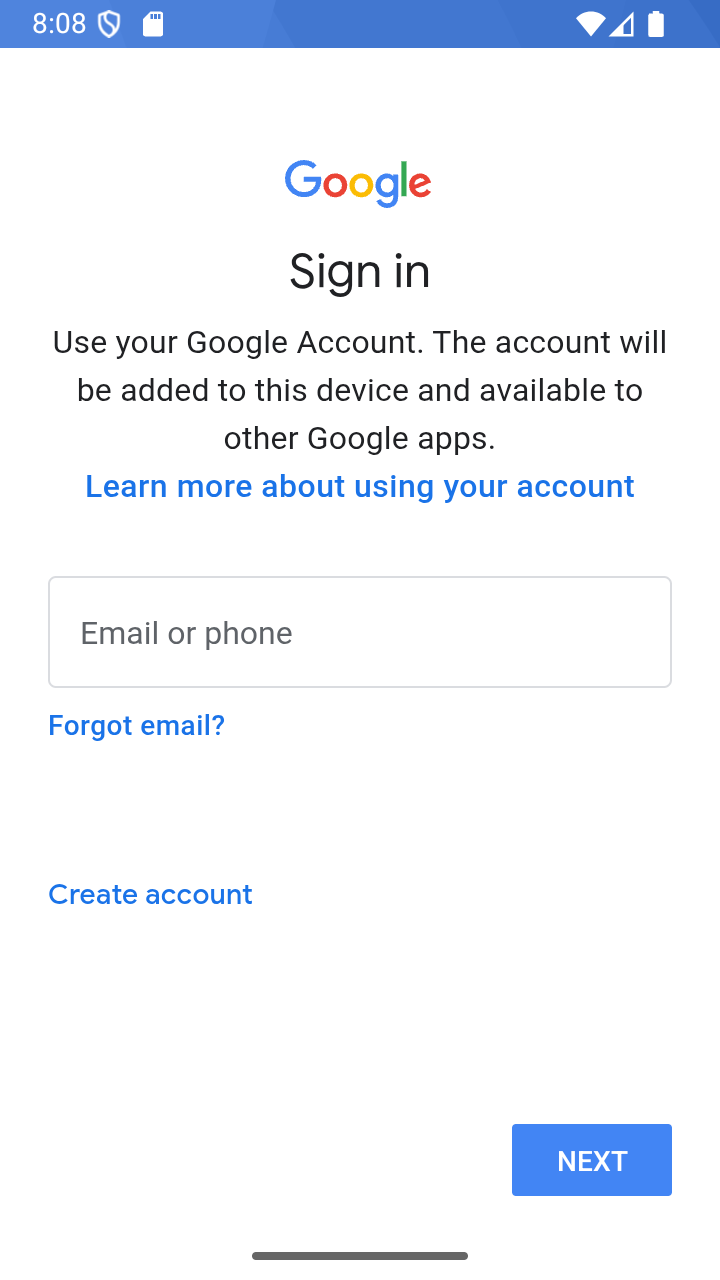 8:08
Google
Sign in
Use your Google Account. The account will
be added to this device and available to
other Google apps.
Learn more about using your account
Email or phone
Forgot email?
Create account
NEXT